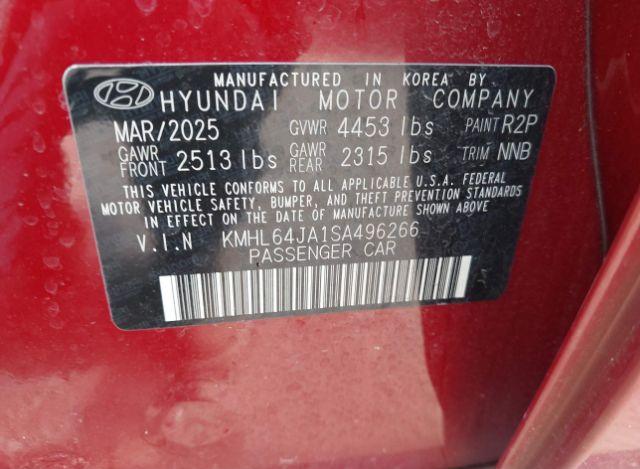 MANUFACTURED IN KOREA BY
HYUNDAI MOTOR COMPANY
MAR/2025 GVWR 4453 lbs PAINT R2P
GAWR FRONT 2513 lbs GAWR REAR 2315 lbs TRIM NNB
THIS VEHICLE CONFORMS TO ALL APPLICABLE U.S.A. FEDERAL
MOTOR VEHICLE SAFETY, BUMPER, AND THEFT PREVENTION STANDARDS
IN EFFECT ON THE DATE OF MANUFACTURE SHOWN ABOVE.
V.I.N KMHL64JA1SA496266
PASSENGER CAR